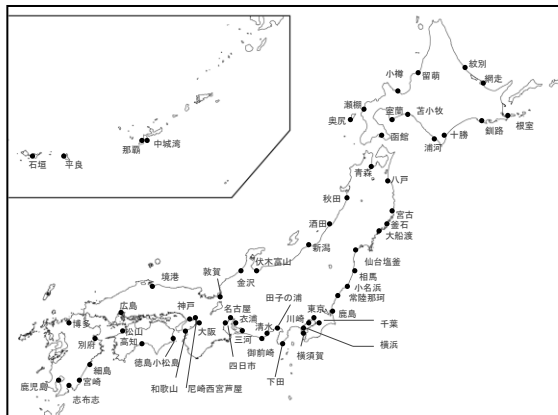 紋別
留萌
小樽
網走
瀬棚
室蘭
苫小牧
奥尻
根室
釧路
十勝
浦河
函館
那覇
中城湾
石垣
平良
青森
八戸
秋田
宮古
釜石
大船渡
酒田
新潟
仙台塩釜
伏木富山
金沢
相馬
小名浜
常陸那珂
敦賀
境港
鹿島
広島
神戸
名古屋
田子の浦
東京
川崎
千葉
衣浦
清水
博多
松山
大阪
三河
横浜
別府
高知
御前崎
横須賀
徳島小松島
四日市
細島
下田
鹿児島
宮崎
和歌山
尼崎西宮芦屋
志布志